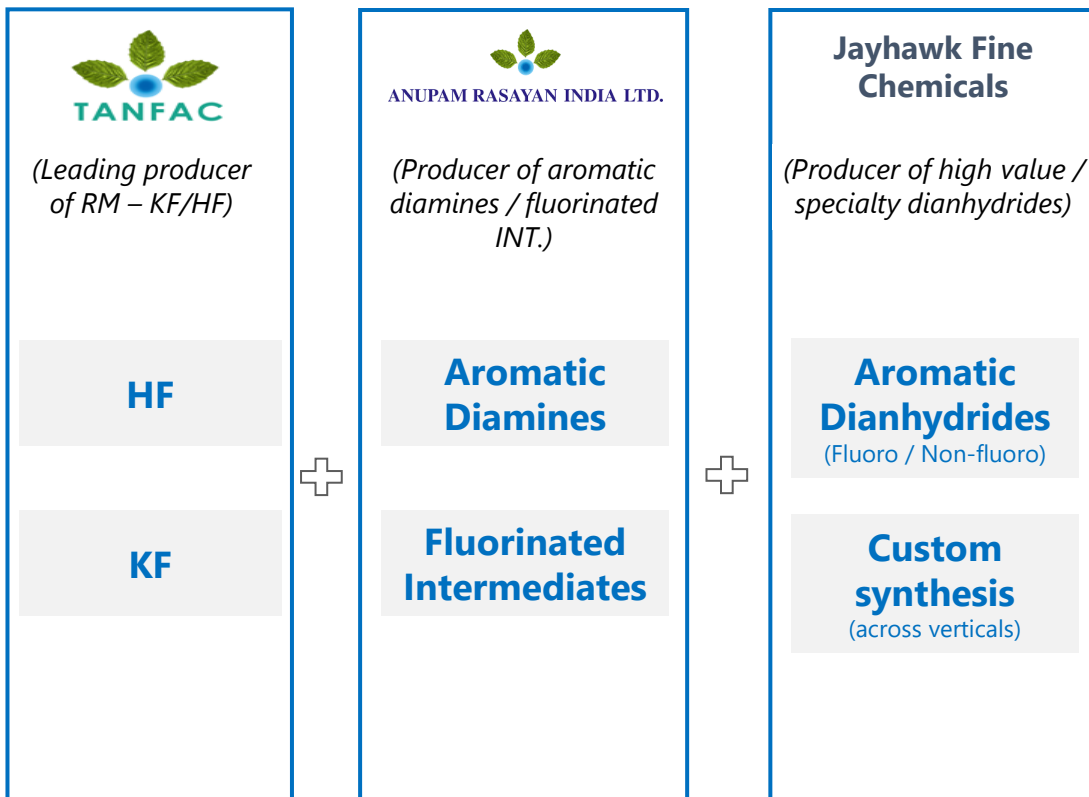 TANFAC
(Leading producer
of RM – KF/HF)
HF
KF
ANUPAM RASAYAN INDIA LTD.
(Producer of aromatic
diamines / fluorinated
INT.)
Aromatic
Diamines
Fluorinated
Intermediates
Jayhawk Fine
Chemicals
(Producer of high value /
specialty dianhydrides)
Aromatic
Dianhydrides
(Fluoro / Non-fluoro)
Custom
synthesis
(across verticals)